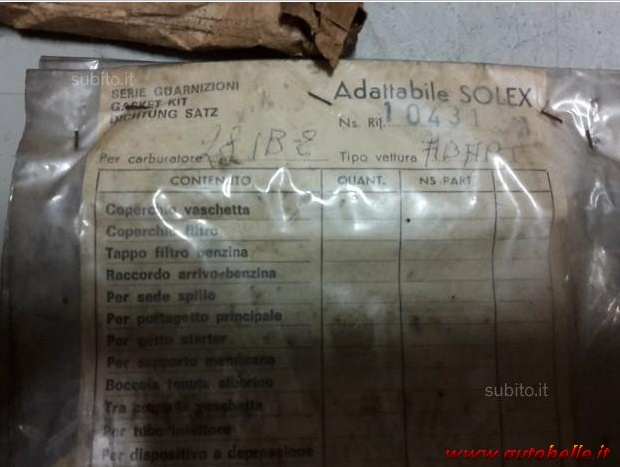 subito.it
SERIE GUARNIZIONI
GASKET KIT
DICHTUNG SATZ
Adattabile SOLEX
Ns. Rif. 10431
Per carburatore IBE Tipo vettura ABAR
CONTENUTO QUANT. NS PART.
Coperchio vaschetta
Coperchio filtro
Tappo filtro benzina
Raccordo arrivo benzina
Per sede spillo
Per portagetto principale
Per getto starter
Per supporto membrana
Boccola tenuta alberino
subito.it
Tra vaschetta
Per tubo iniettore
Per dispositivo a depressione
www.autobelle.it